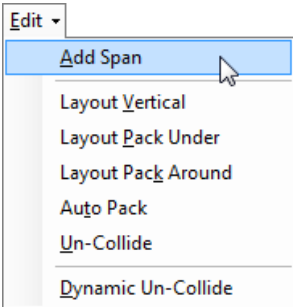 Edit
Add Span
Layout Vertical
Layout Pack Under
Layout Pack Around
Auto Pack
Un-Collide
Dynamic Un-Collide